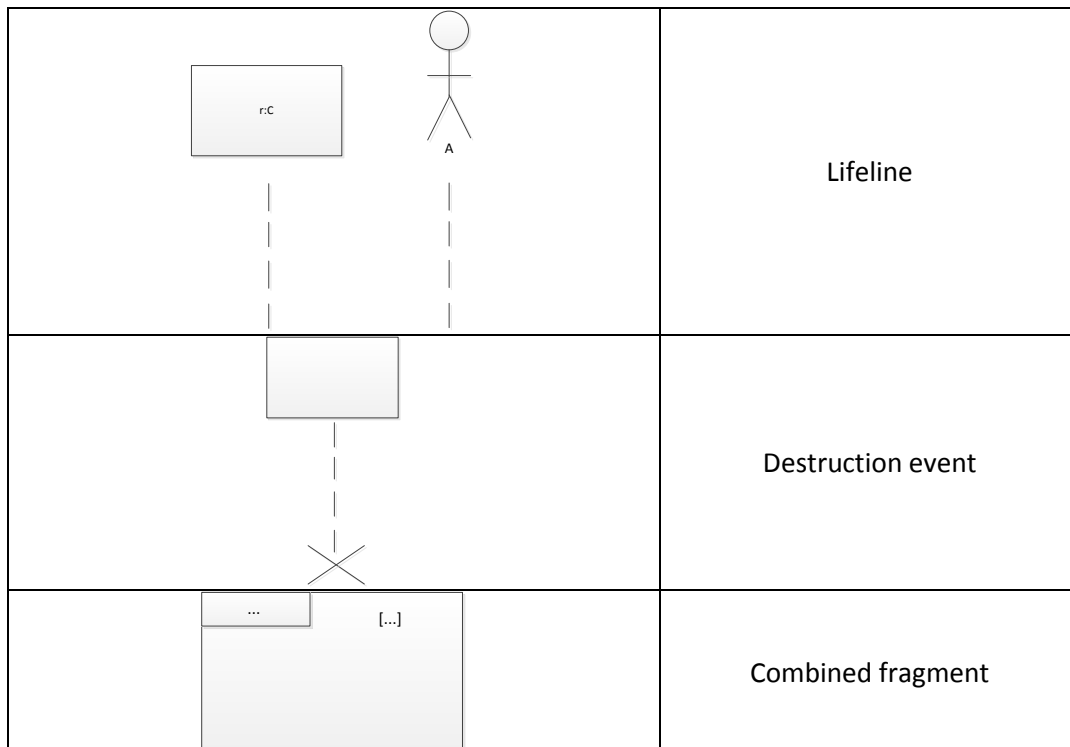 r:C
A
Lifeline
Destruction event
...
[...]
Combined fragment